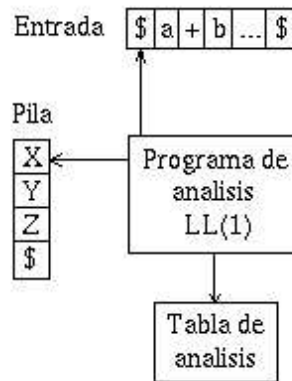 Entrada $ a + b ... $
Pila
X
Y
Z
$
Programa de
analisis
LL(1)
Tabla de
analisis